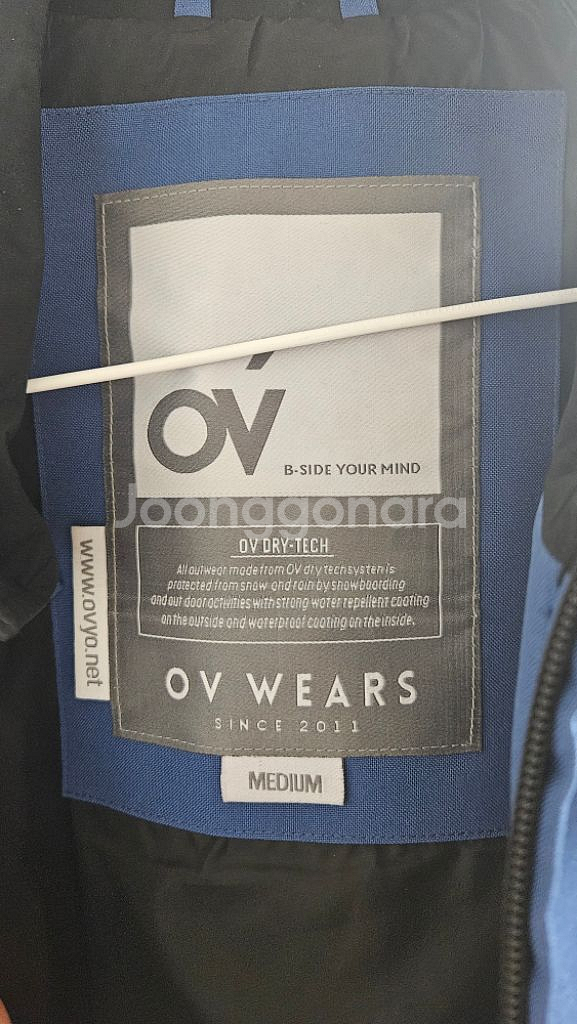 OV
B-SIDE YOUR MIND
Joonggonara
OV DRY-TECH
All outwear made from OV dry tech system is
protected from snow and rain by snowboarding
and out door activities with strong water repellent coating
on the outside and waterproof coating on the inside.
www.ovyo.net
OV WEARS
SINCE 2011
MEDIUM